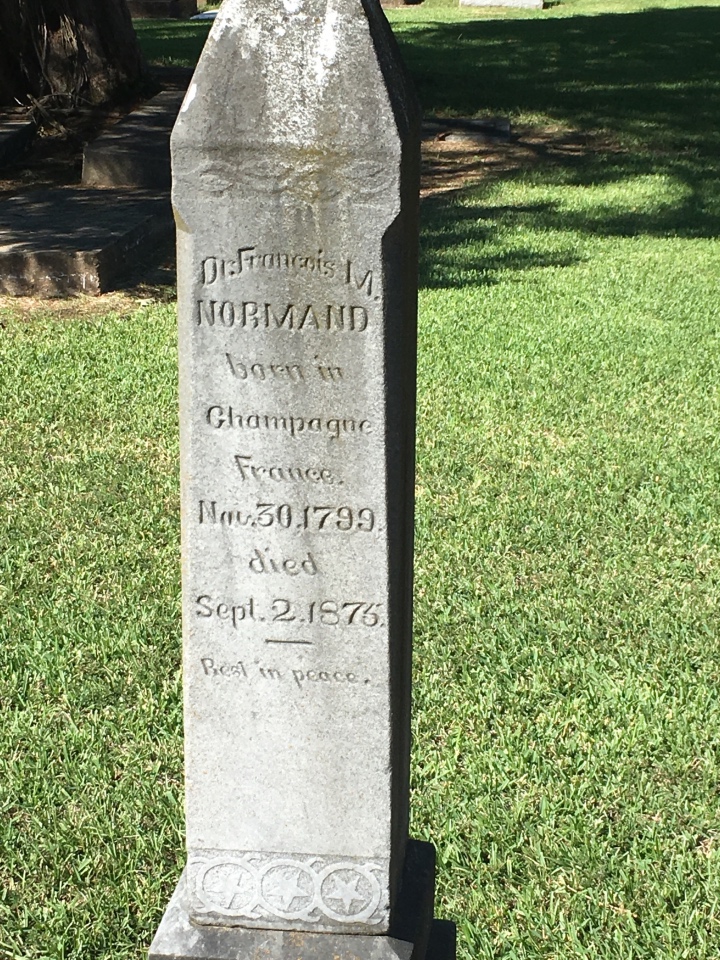 Dr. Francois M.
NORMAND
born in
Champagne
France.
Nov. 30, 1799.
died
Sept. 2. 1875.
Rest in peace.